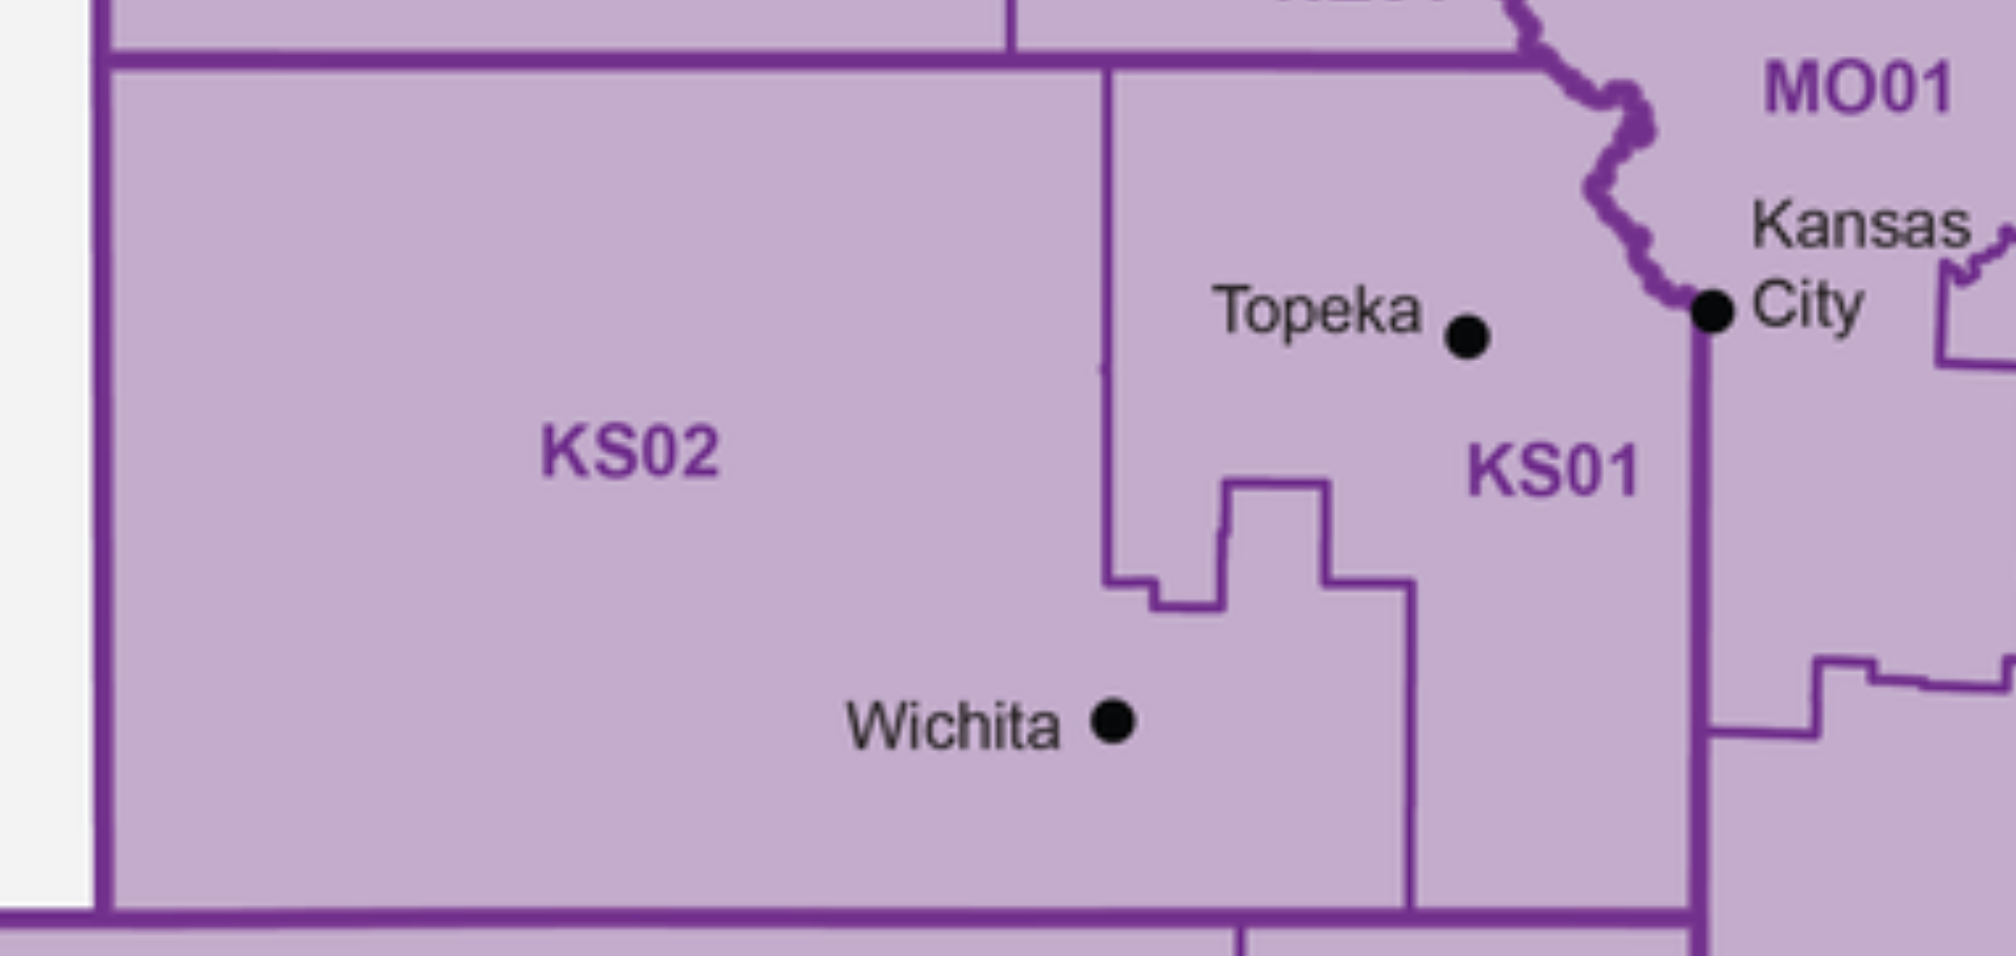 MO01
Kansas
City
Topeka
KS02
KS01
Wichita